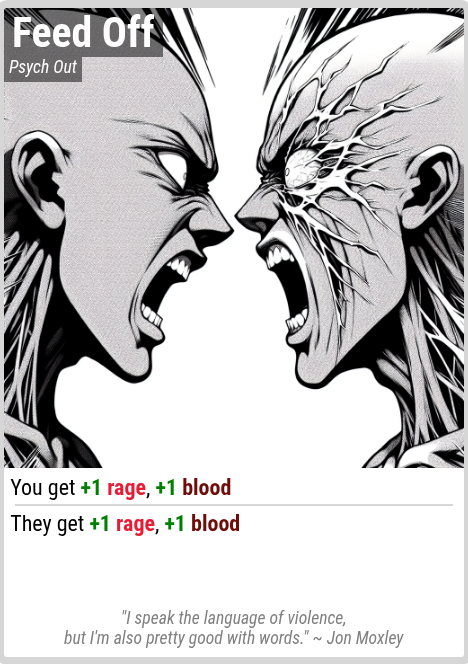 Feed Off
Psych Out
You get +1 rage, +1 blood
They get +1 rage, +1 blood
"I speak the language of violence,
but I'm also pretty good with words." ~ Jon Moxley